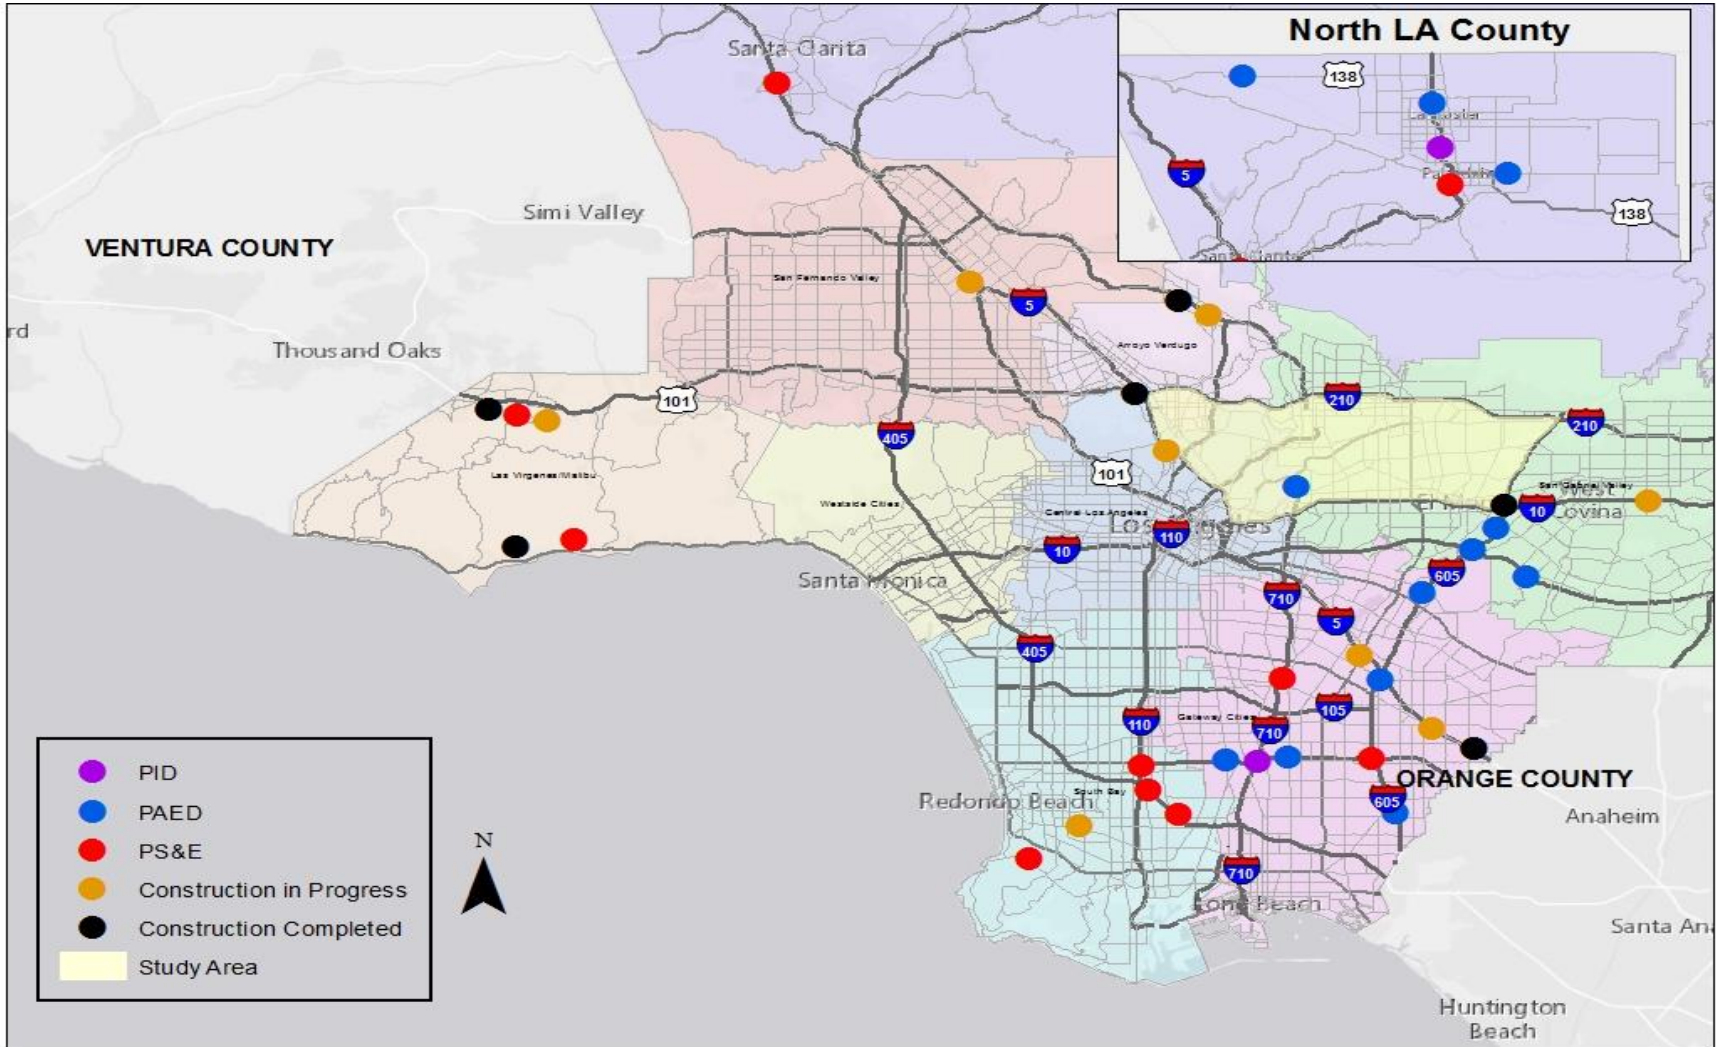 North LA County
Santa Clarita
138
5
138
Simi Valley
VENTURA COUNTY
San Fernando Valley
5
rd
Thousand Oaks
Arroyo Verdugo
101
210
210
405
101
Las Virgenes/Malibu
San Gabriel Valley
West
Covina
Westside Cities
Central Los Angeles
Los Angeles
10
110
10
605
Santa Monica
710
5
405
105
110
Gateway Cities
710
PID
PAED
PS&E
Construction in Progress
Construction Completed
Study Area
N
Redondo Beach
South Bay
ORANGE COUNTY
605
Anaheim
710
Long Beach
Santa An
Huntington
Beach